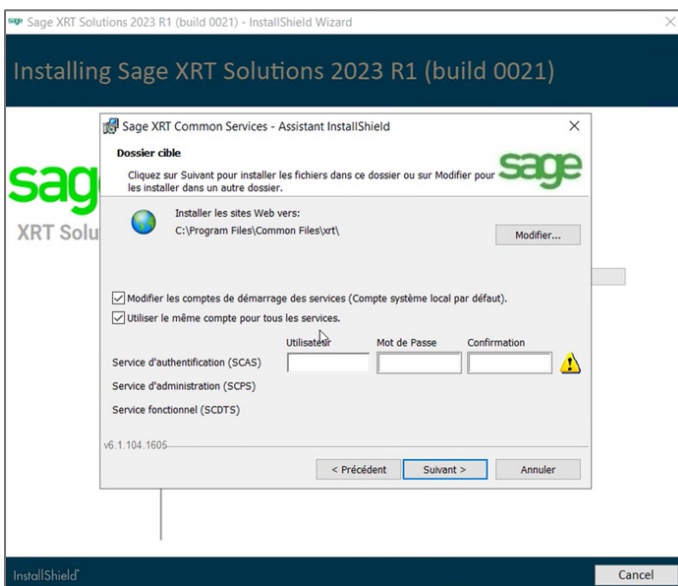 sage Sage XRT Solutions 2023 R1 (build 0021) - InstallShield Wizard
Installing Sage XRT Solutions 2023 R1 (build 0021)
Sage XRT Common Services - Assistant InstallShield
Dossier cible
Cliquez sur Suivant pour installer les fichiers dans ce dossier ou sur Modifier pour
les installer dans un autre dossier.
sage
sag
XRT Solu
Installer les sites Web vers:
C:\Program Files\Common Files\xrt\
Modifier...
Modifier les comptes de démarrage des services (Compte système local par défaut).
Utiliser le même compte pour tous les services.
Utilisateur Mot de Passe Confirmation
Service d'authentification (SCAS)
Service d'administration (SCPS)
Service fonctionnel (SCDTS)
v6.1.104.1605
< Précédent Suivant > Annuler
InstallShield Cancel